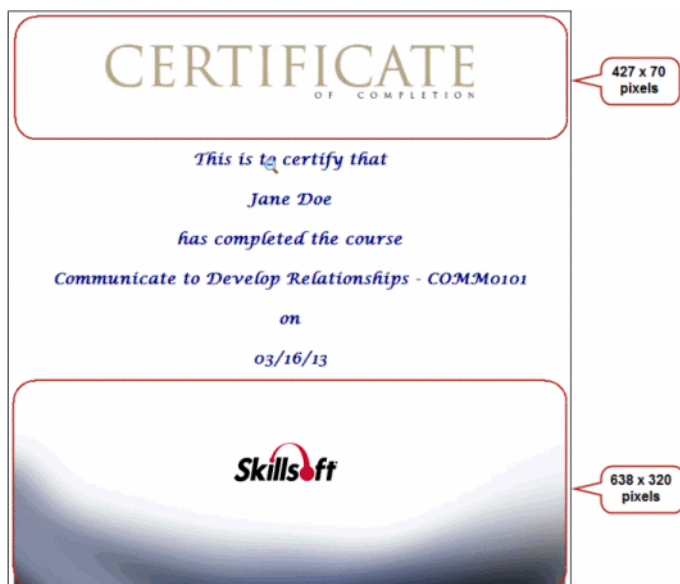 CERTIFICATE
OF COMPLETION
427 x 70
pixels
This is to certify that
Jane Doe
has completed the course
Communicate to Develop Relationships - COMM0101
on
03/16/13
Skillsoft
638 x 320
pixels